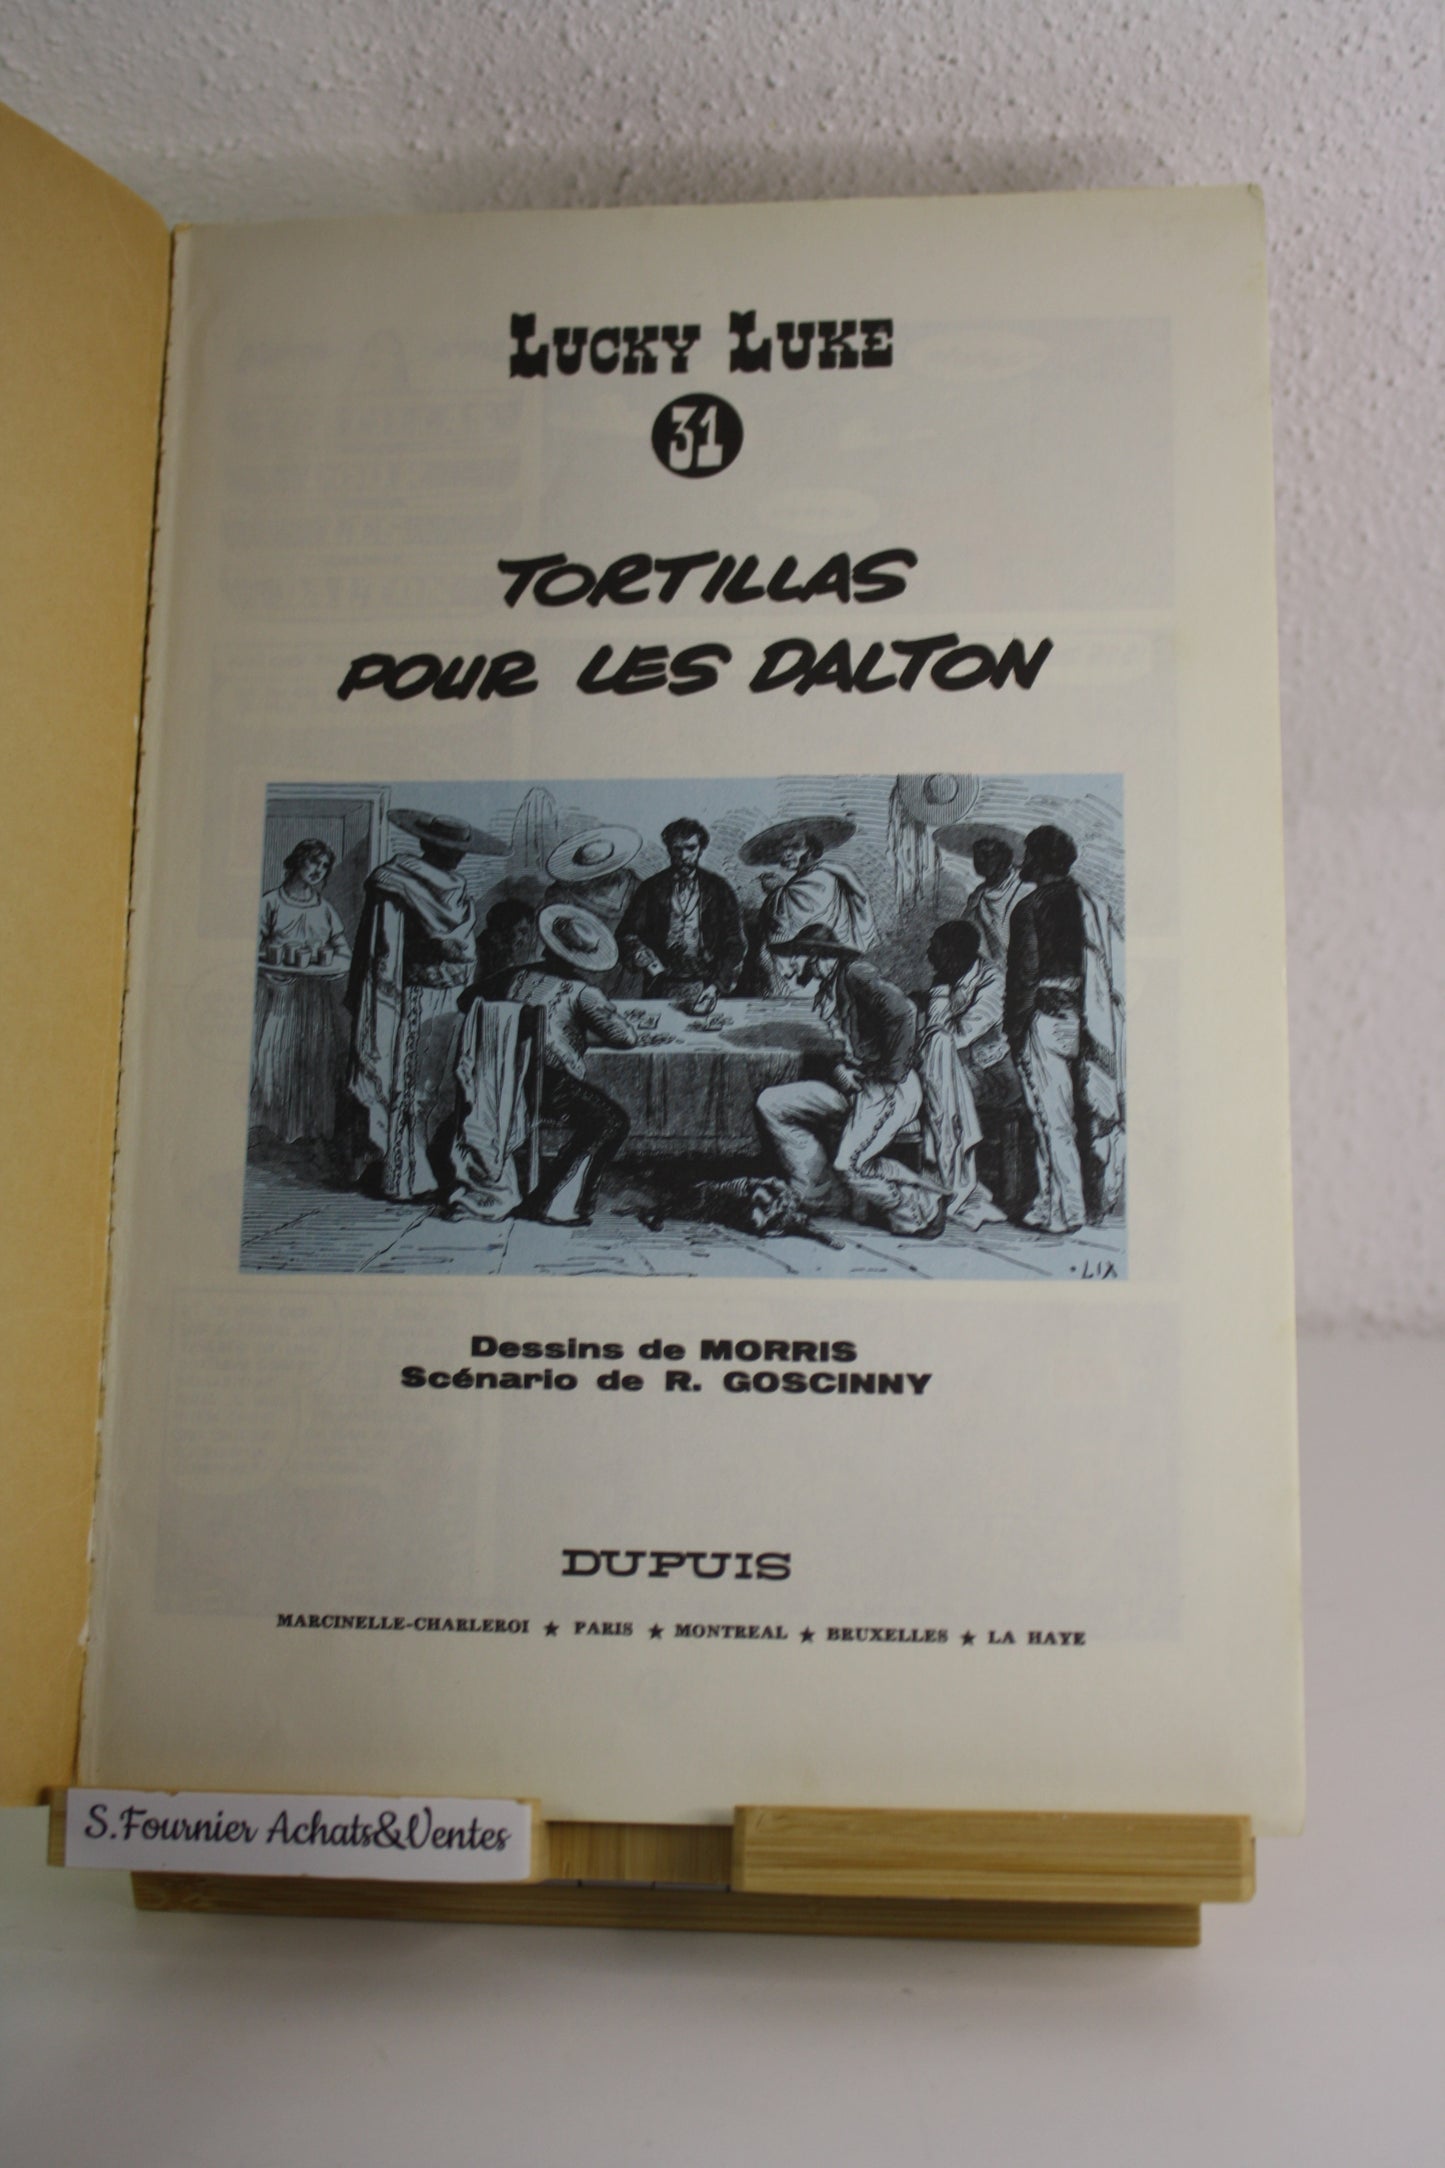 LUCKY LUKE
31
TORTILLAS
POUR LES DALTON
• LIX
Dessins de MORRIS
Scénario de R. GOSCINNY
DUPUIS
MARCINELLE-CHARLEROI ★ PARIS ★ MONTREAL ★ BRUXELLES ★ LA HAYE
S.Fournier Achats&Ventes